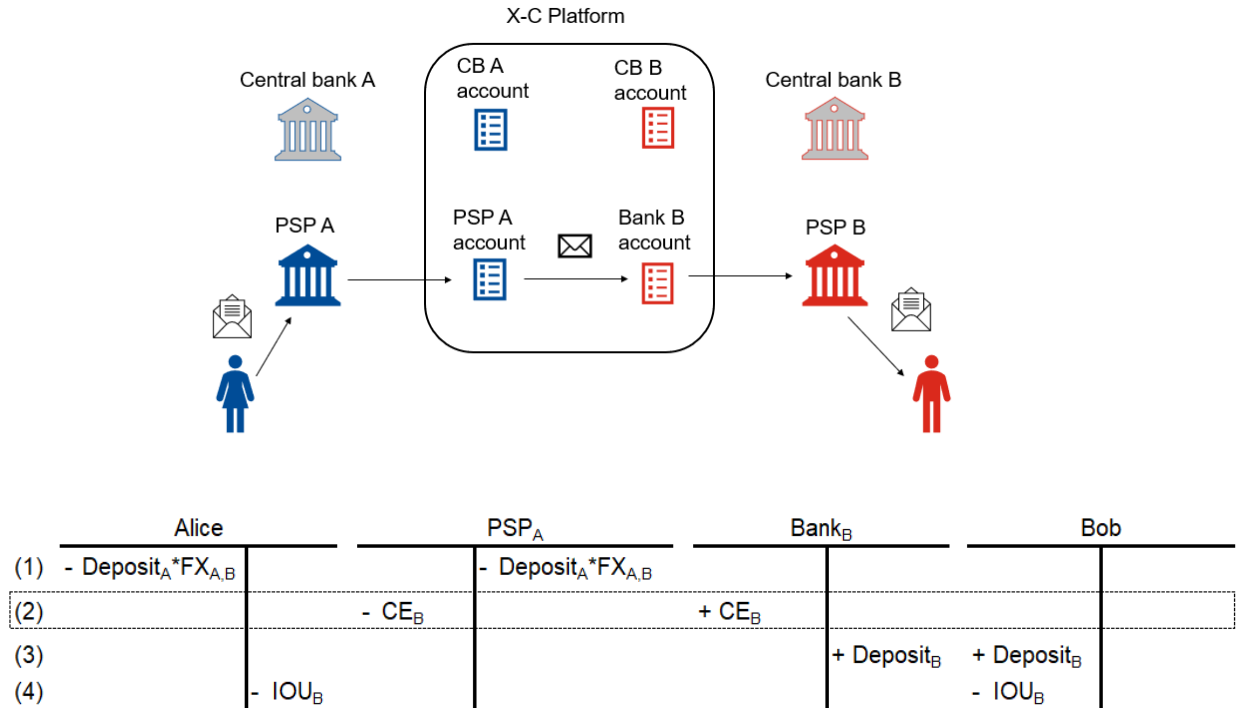 X-C Platform
Central bank A
CB A
account
CB B
account
Central bank B
PSP A
PSP A
account
Bank B
account
PSP B
Alice PSP_A Bank_B Bob
(1) - Deposit_A*FX_A,B - Deposit_A*FX_A,B
(2) - CE_B + CE_B
(3) + Deposit_B + Deposit_B
(4) - IOU_B - IOU_B